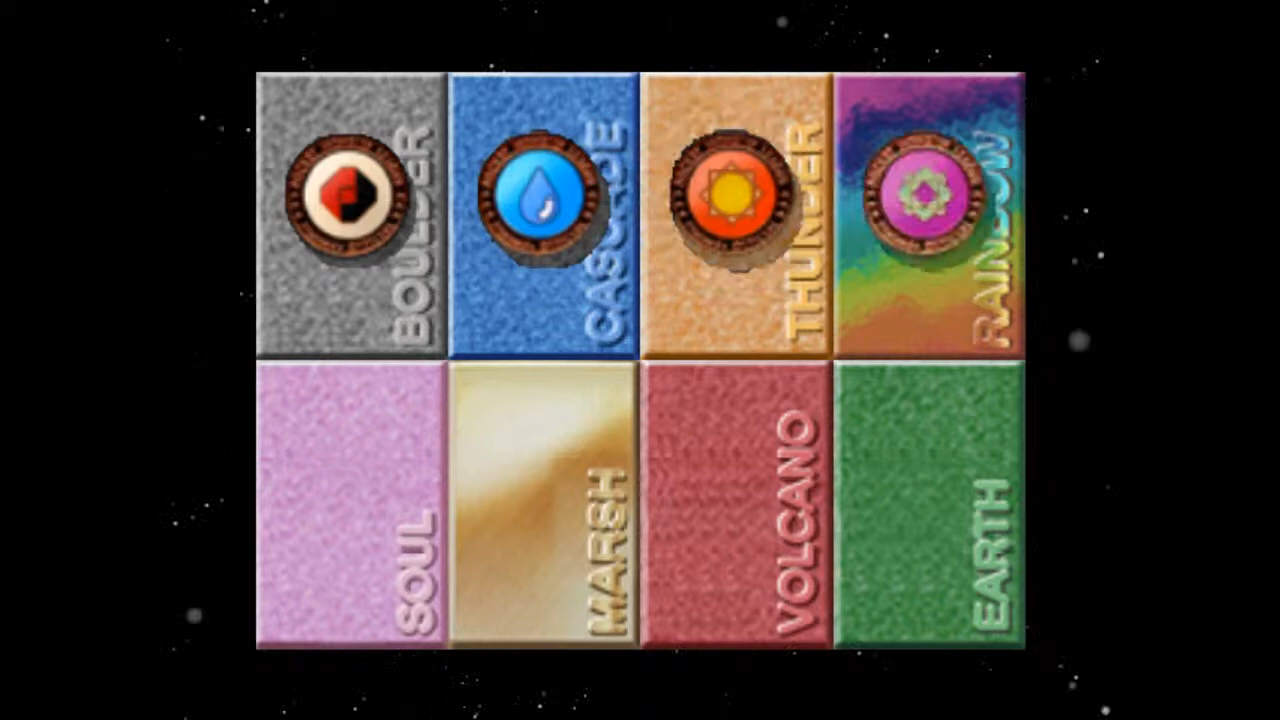 BOULDER
CASCADE
THUNDER
RAINBOW
SOUL
MARSH
VOLCANO
EARTH